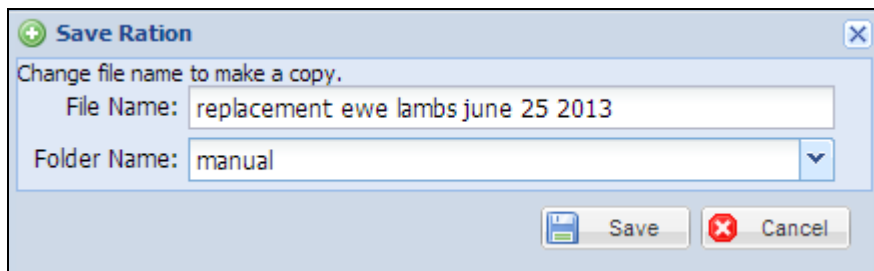 Save Ration
Change file name to make a copy.
File Name: replacement ewe lambs june 25 2013
Folder Name: manual
Save Cancel